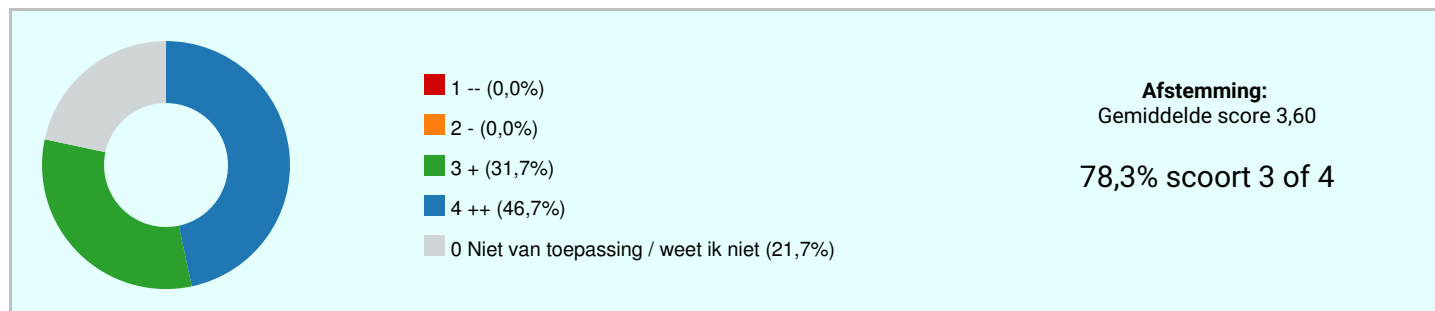 1 -- (0,0%)
2 - (0,0%)
3 + (31,7%)
4 ++ (46,7%)
0 Niet van toepassing / weet ik niet (21,7%)
Afstemming:
Gemiddelde score 3,60
78,3% scoort 3 of 4